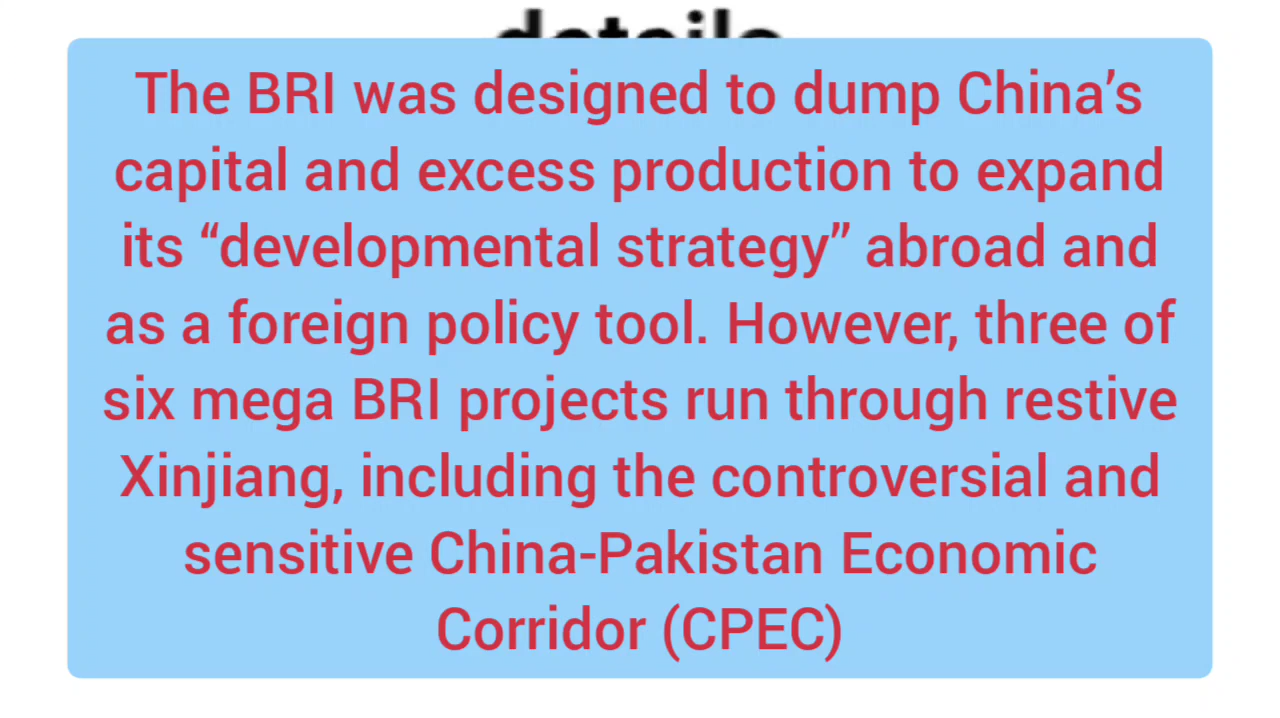 details
The BRI was designed to dump China’s
capital and excess production to expand
its “developmental strategy” abroad and
as a foreign policy tool. However, three of
six mega BRI projects run through restive
Xinjiang, including the controversial and
sensitive China-Pakistan Economic
Corridor (CPEC)